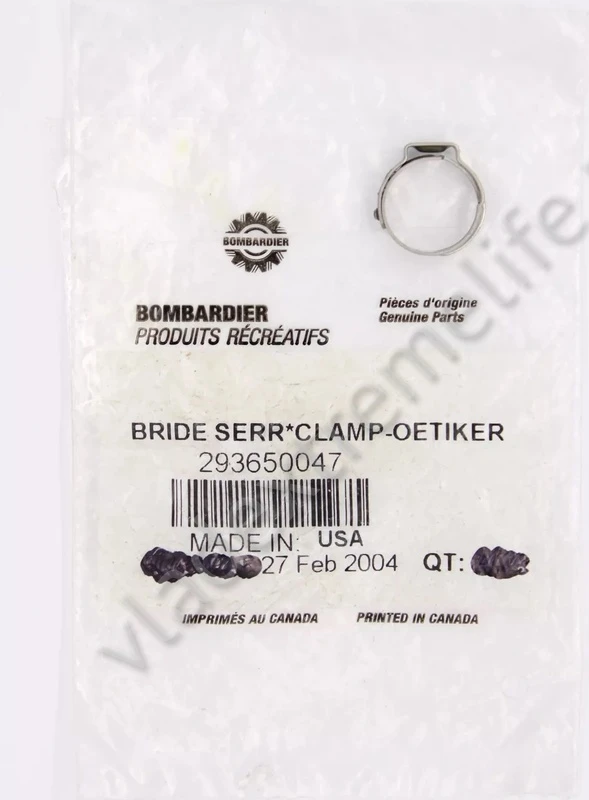 BOMBARDIER
BOMBARDIER
PRODUITS RÉCRÉATIFS
Pièces d'origine
Genuine Parts
BRIDE SERR*CLAMP-OETIKER
293650047
MADE IN: USA
27 Feb 2004 QT:
IMPRIMÉS AU CANADA PRINTED IN CANADA